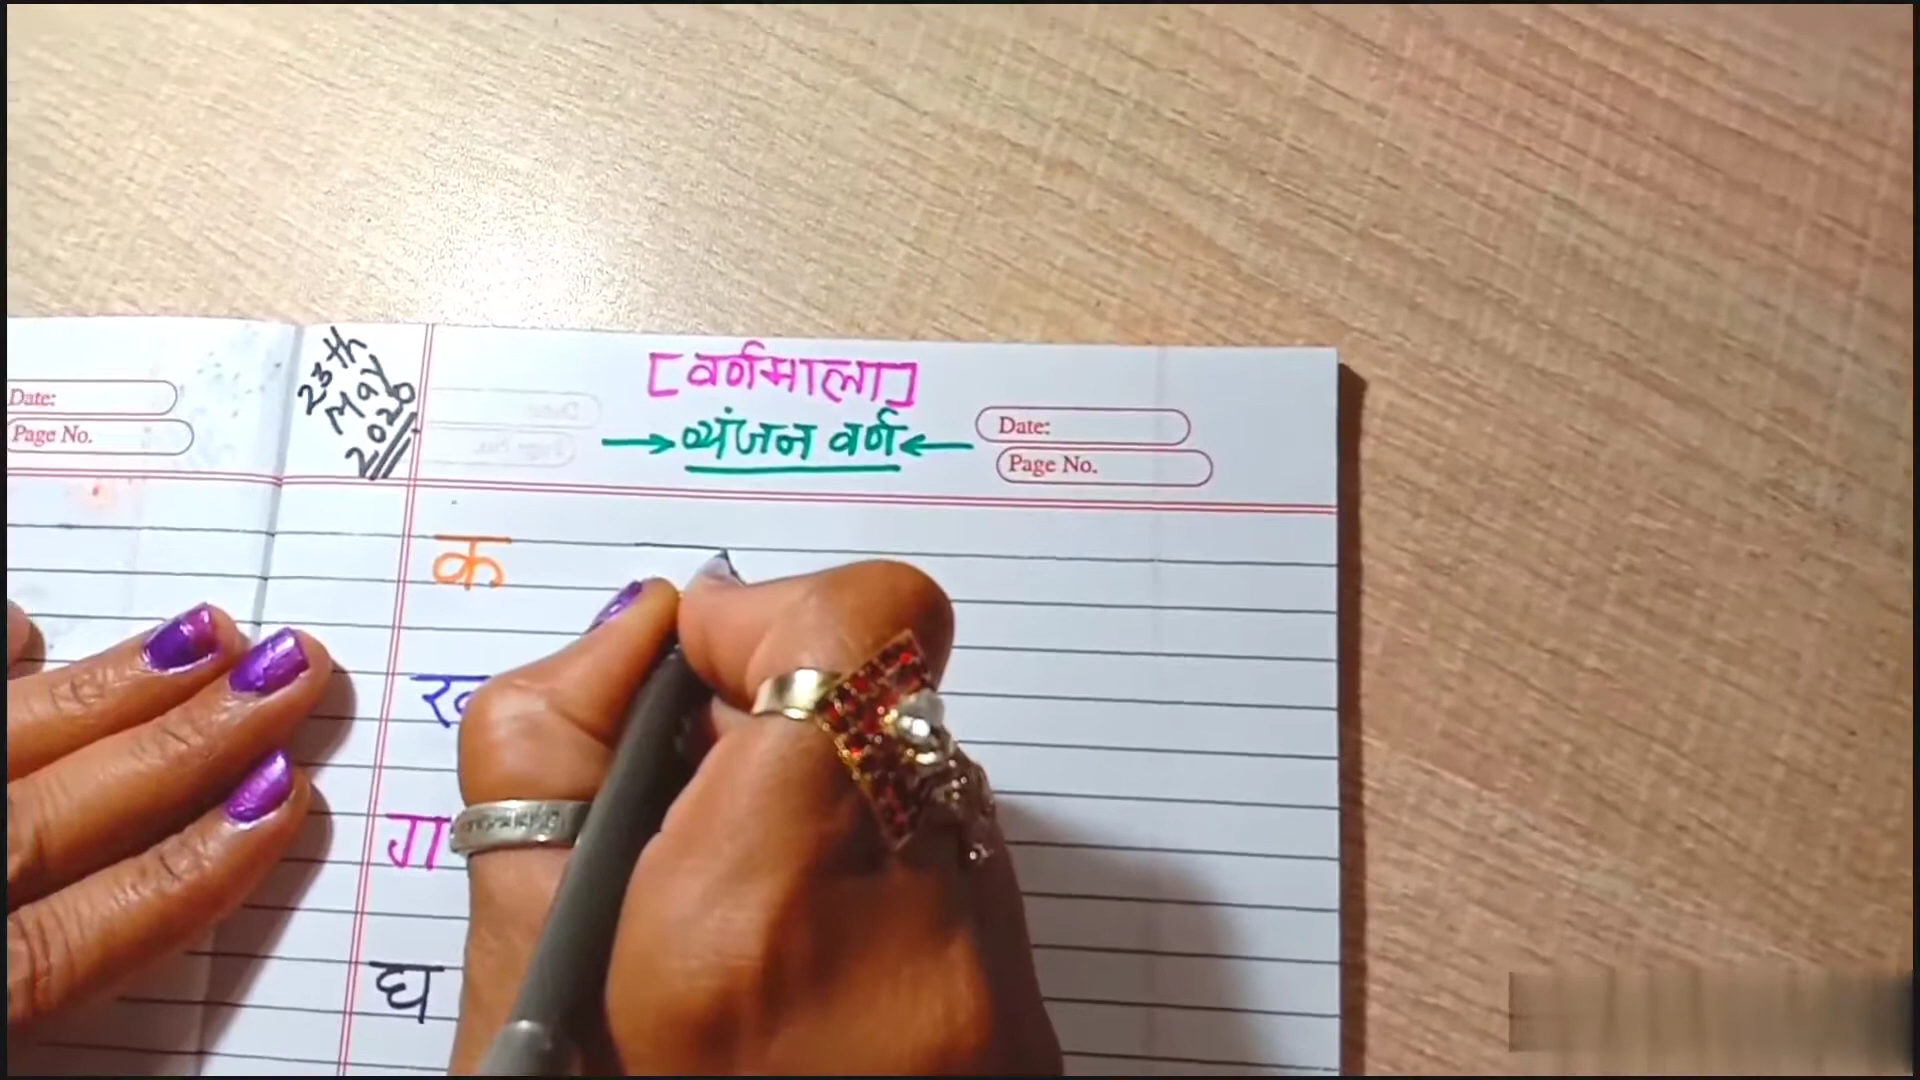 Date:
Page No.
23th
May
2020
[वर्णमाला]
व्यंजन वर्ण
Date:
Page No.
क
ख
ग
घ